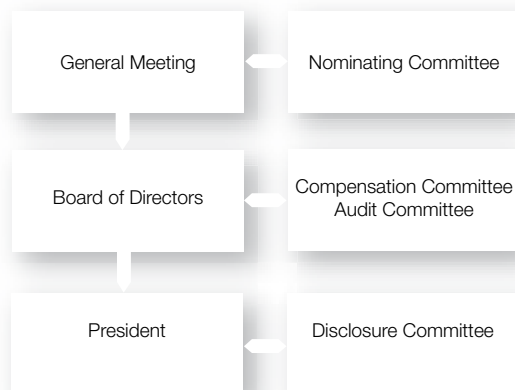 General Meeting
Nominating Committee
Board of Directors
Compensation Committee
Audit Committee
President
Disclosure Committee